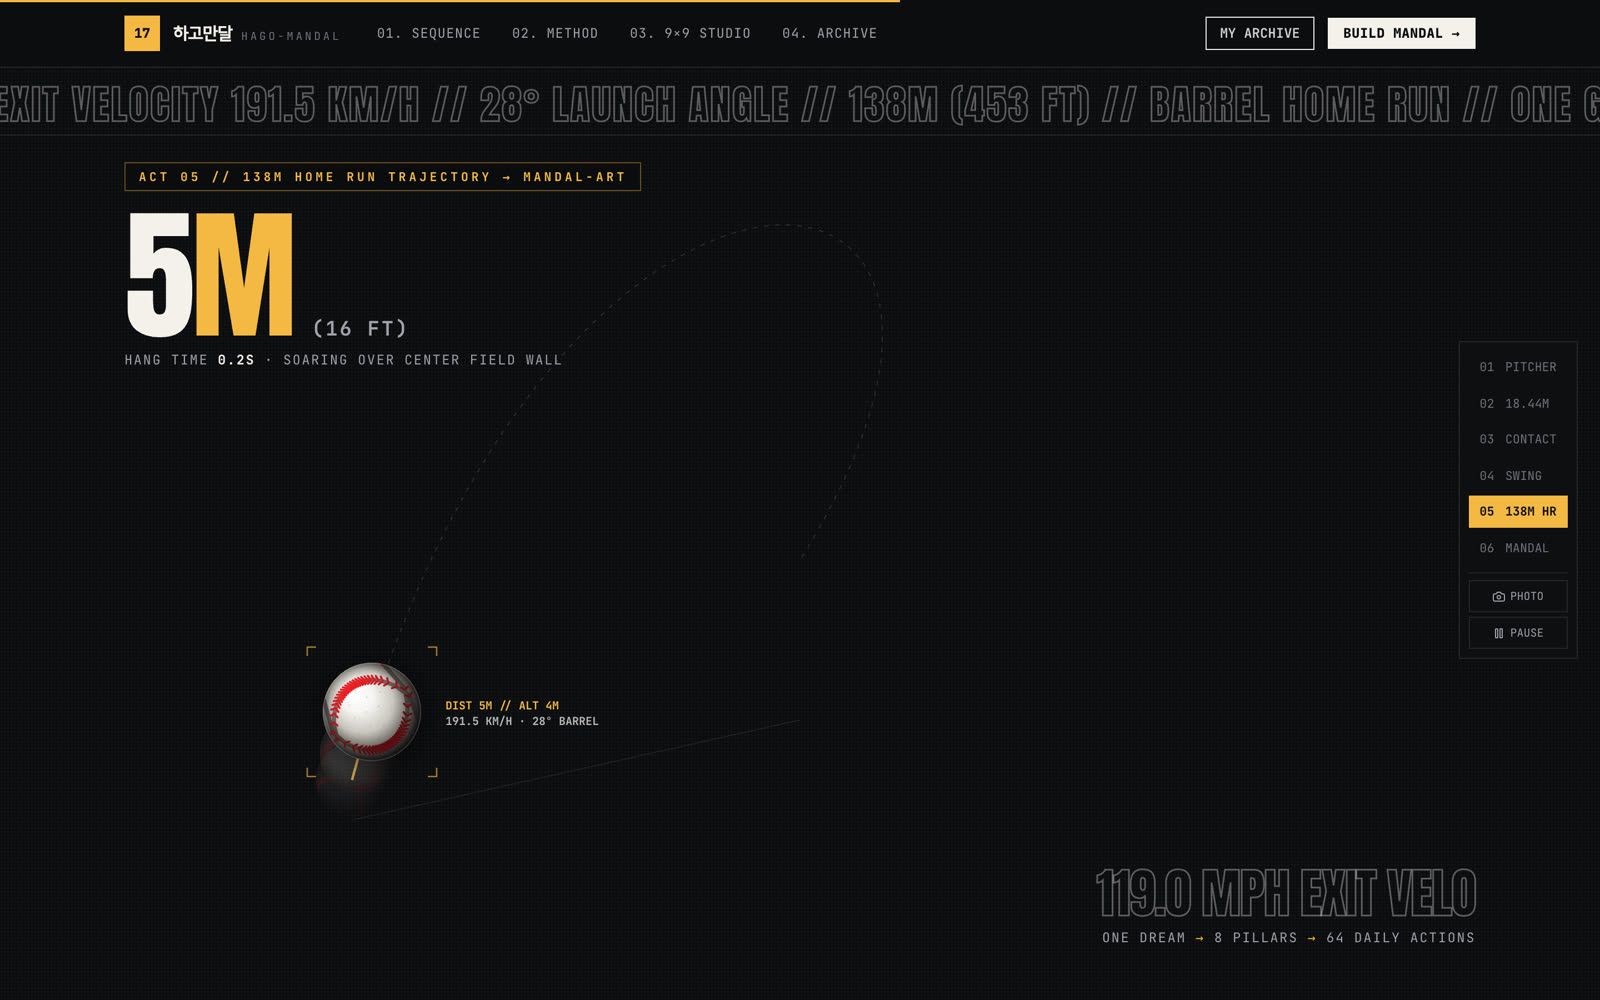 17 하고만달 HAGO-MANDAL 01. SEQUENCE 02. METHOD 03. 9×9 STUDIO 04. ARCHIVE MY ARCHIVE BUILD MANDAL →
EXIT VELOCITY 191.5 KM/H // 28° LAUNCH ANGLE // 138M (453 FT) // BARREL HOME RUN // ONE
ACT 05 // 138M HOME RUN TRAJECTORY → MANDAL-ART
5M (16 FT)
HANG TIME 0.2S · SOARING OVER CENTER FIELD WALL
01 PITCHER
02 18.44M
03 CONTACT
04 SWING
05 138M HR
06 MANDAL
PHOTO
PAUSE
DIST 5M // ALT 4M
191.5 KM/H · 28° BARREL
119.0 MPH EXIT VELO
ONE DREAM → 8 PILLARS → 64 DAILY ACTIONS